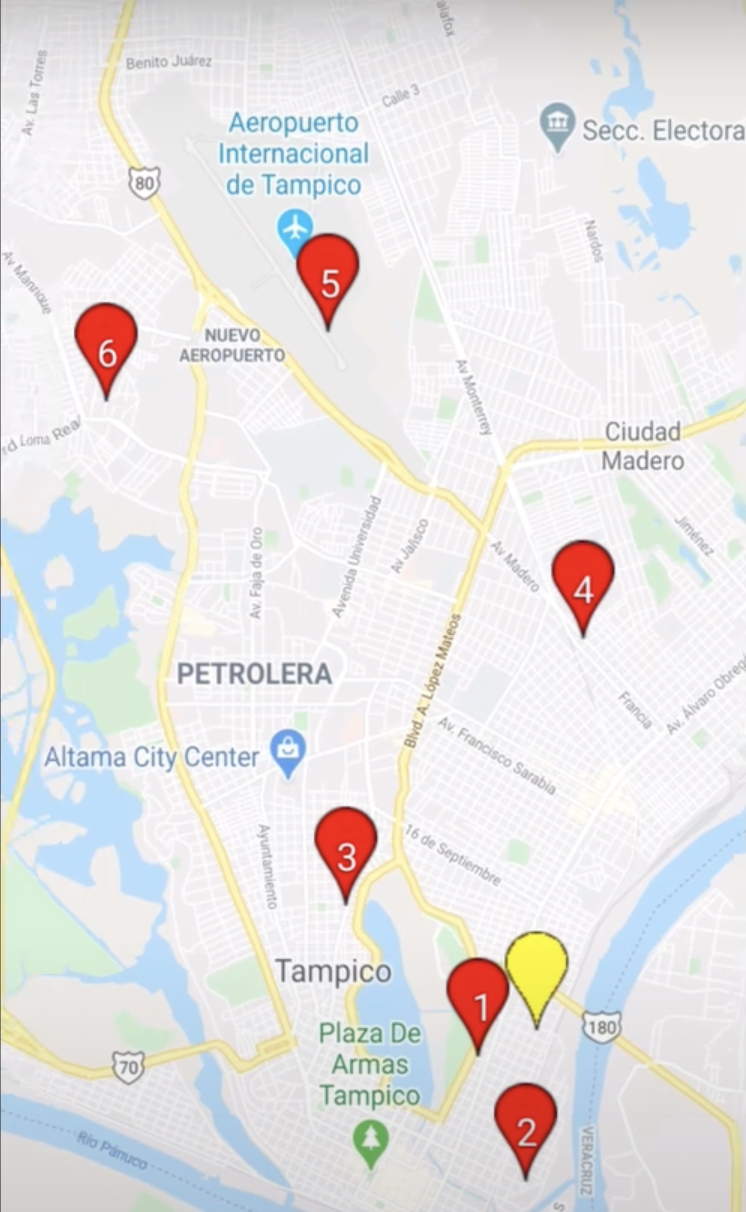 alafox
Benito Juárez
Av. Las Torres
Calle 3
Aeropuerto
Internacional
de Tampico
Secc. Electora
80
Nardos
Av Manrique
5
6
NUEVO
AEROPUERTO
Av Monterrey
rd Loma Real
Ciudad
Madero
Jiménez
Avenida Universidad
Av Jalisco
Av. Faja de Oro
Av Madero
4
Blvd. A. López Mateos
PETROLERA
Francia
Av. Álvaro Obreg
Av. Francisco Sarabia
Altama City Center
Ayuntamiento
16 de Septiembre
3
Tampico
1
180
Plaza De
Armas
Tampico
70
2
Río Pánuco
VERACRUZ